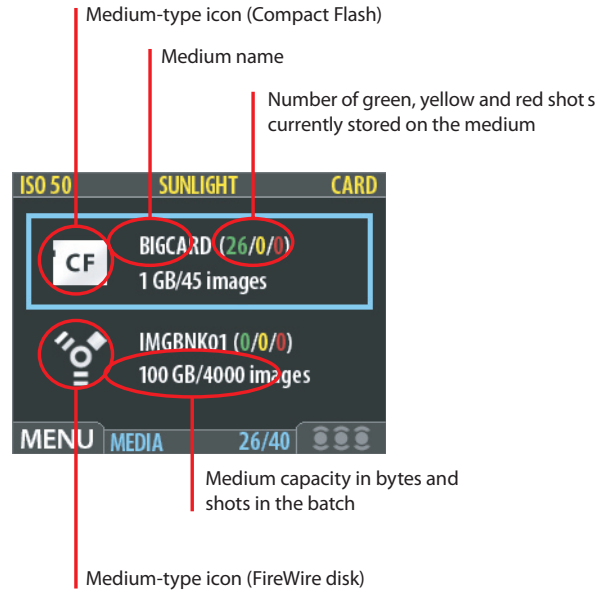 Medium-type icon (Compact Flash)
Medium name
Number of green, yellow and red shots
currently stored on the medium
ISO 50 SUNLIGHT CARD
CF BIGCARD (26/0/0)
1 GB/45 images
IMGBNK01 (0/0/0)
100 GB/4000 images
MENU MEDIA 26/40
Medium capacity in bytes and
shots in the batch
Medium-type icon (FireWire disk)